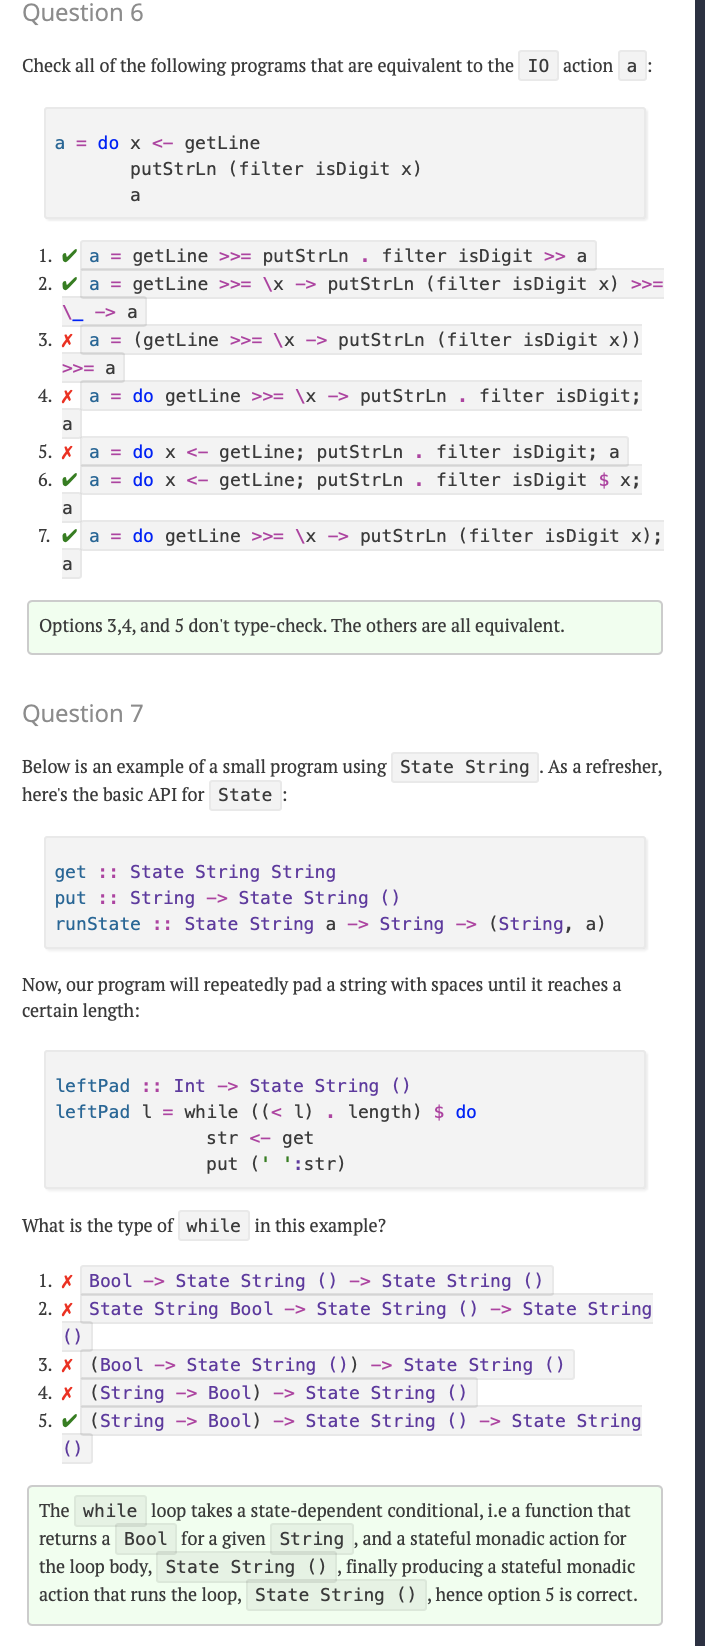 Question 6
Check all of the following programs that are equivalent to the IO action a :
a = do x <- getLine
putStrLn (filter isDigit x)
a
1. ✔ a = getLine >>= putStrLn . filter isDigit >> a
2. ✔ a = getLine >>= \x -> putStrLn (filter isDigit x) >>=
\_ -> a
3. ✗ a = (getLine >>= \x -> putStrLn (filter isDigit x))
>>= a
4. ✗ a = do getLine >>= \x -> putStrLn . filter isDigit;
a
5. ✗ a = do x <- getLine; putStrLn . filter isDigit; a
6. ✔ a = do x <- getLine; putStrLn . filter isDigit $ x;
a
7. ✔ a = do getLine >>= \x -> putStrLn (filter isDigit x);
a
Options 3,4, and 5 don't type-check. The others are all equivalent.
Question 7
Below is an example of a small program using State String . As a refresher,
here's the basic API for State :
get :: State String String
put :: String -> State String ()
runState :: State String a -> String -> (String, a)
Now, our program will repeatedly pad a string with spaces until it reaches a
certain length:
leftPad :: Int -> State String ()
leftPad l = while ((< l) . length) $ do
str <- get
put (' ':str)
What is the type of while in this example?
1. ✗ Bool -> State String () -> State String ()
2. ✗ State String Bool -> State String () -> State String
()
3. ✗ (Bool -> State String ()) -> State String ()
4. ✗ (String -> Bool) -> State String ()
5. ✔ (String -> Bool) -> State String () -> State String
()
The while loop takes a state-dependent conditional, i.e a function that
returns a Bool for a given String , and a stateful monadic action for
the loop body, State String () , finally producing a stateful monadic
action that runs the loop, State String () , hence option 5 is correct.